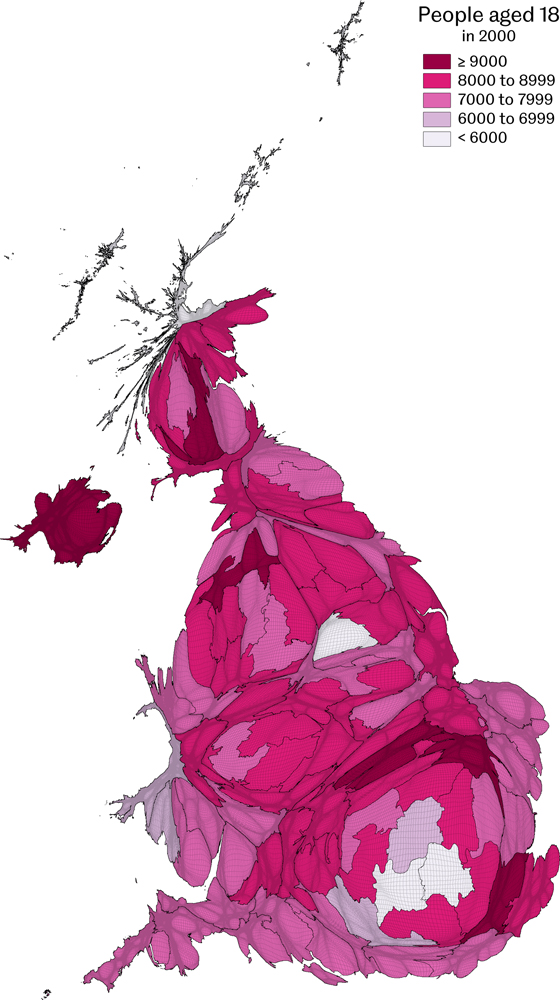 People aged 18
in 2000
≥ 9000
8000 to 8999
7000 to 7999
6000 to 6999
< 6000